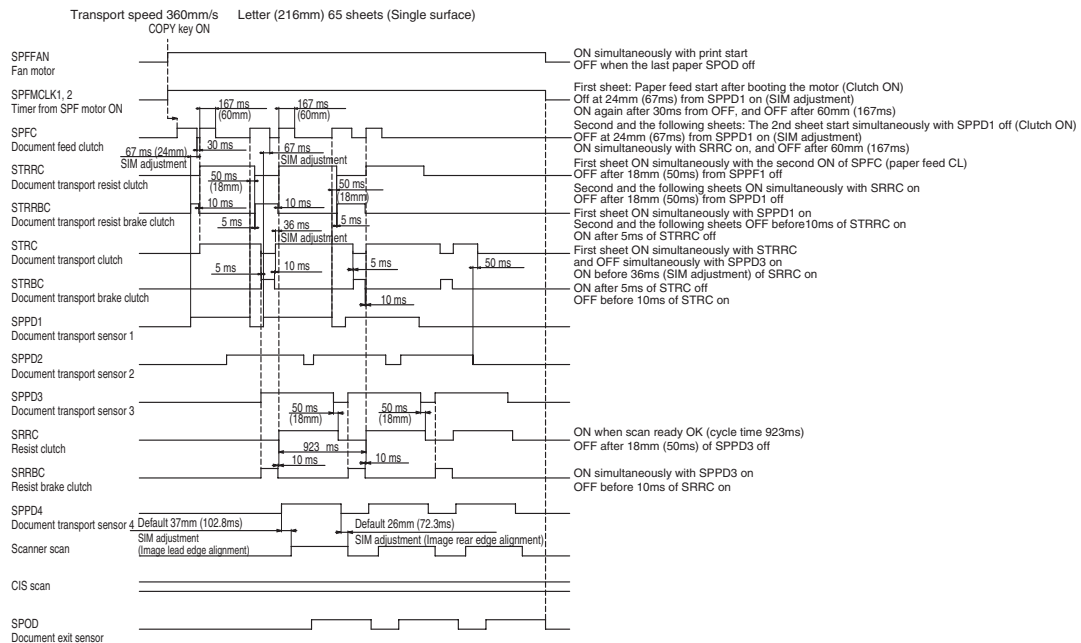 Transport speed 360mm/s Letter (216mm) 65 sheets (Single surface)
COPY key ON
SPFFAN
Fan motor
ON simultaneously with print start
OFF when the last paper SPOD off
SPFMCLK1, 2
Timer from SPF motor ON
167 ms
(60mm)
167 ms
(60mm)
First sheet: Paper feed start after booting the motor (Clutch ON)
Off at 24mm (67ms) from SPPD1 on (SIM adjustment)
ON again after 30ms from OFF, and OFF after 60mm (167ms)
SPFC
Document feed clutch
30 ms
67 ms (24mm)
SIM adjustment
67 ms
SIM adjustment
Second and the following sheets: The 2nd sheet start simultaneously with SPPD1 off (Clutch ON)
OFF at 24mm (67ms) from SPPD1 on (SIM adjustment)
ON simultaneously with SRRC on, and OFF after 60mm (167ms)
STRRC
Document transport resist clutch
50 ms
(18mm)
50 ms
(18mm)
First sheet ON simultaneously with the second ON of SPFC (paper feed CL)
OFF after 18mm (50ms) from SPPF1 off
Second and the following sheets ON simultaneously with SRRC on
OFF after 18mm (50ms) from SPPD1 off
STRRBC
Document transport resist brake clutch
10 ms
10 ms
5 ms
36 ms
SIM adjustment
5 ms
First sheet ON simultaneously with SPPD1 on
Second and the following sheets OFF before10ms of STRRC on
ON after 5ms of STRRC off
STRC
Document transport clutch
5 ms
10 ms
5 ms
50 ms
First sheet ON simultaneously with STRRC
and OFF simultaneously with SPPD3 on
ON before 36ms (SIM adjustment) of SRRC on
STRBC
Document transport brake clutch
10 ms
ON after 5ms of STRC off
OFF before 10ms of STRC on
SPPD1
Document transport sensor 1
SPPD2
Document transport sensor 2
SPPD3
Document transport sensor 3
50 ms
(18mm)
50 ms
(18mm)
SRRC
Resist clutch
923 ms
ON when scan ready OK (cycle time 923ms)
OFF after 18mm (50ms) of SPPD3 off
SRRBC
Resist brake clutch
10 ms
10 ms
ON simultaneously with SPPD3 on
OFF before 10ms of SRRC on
SPPD4
Document transport sensor 4
Default 37mm (102.8ms)
SIM adjustment
(Image lead edge alignment)
Default 26mm (72.3ms)
SIM adjustment (Image rear edge alignment)
Scanner scan
CIS scan
SPOD
Document exit sensor